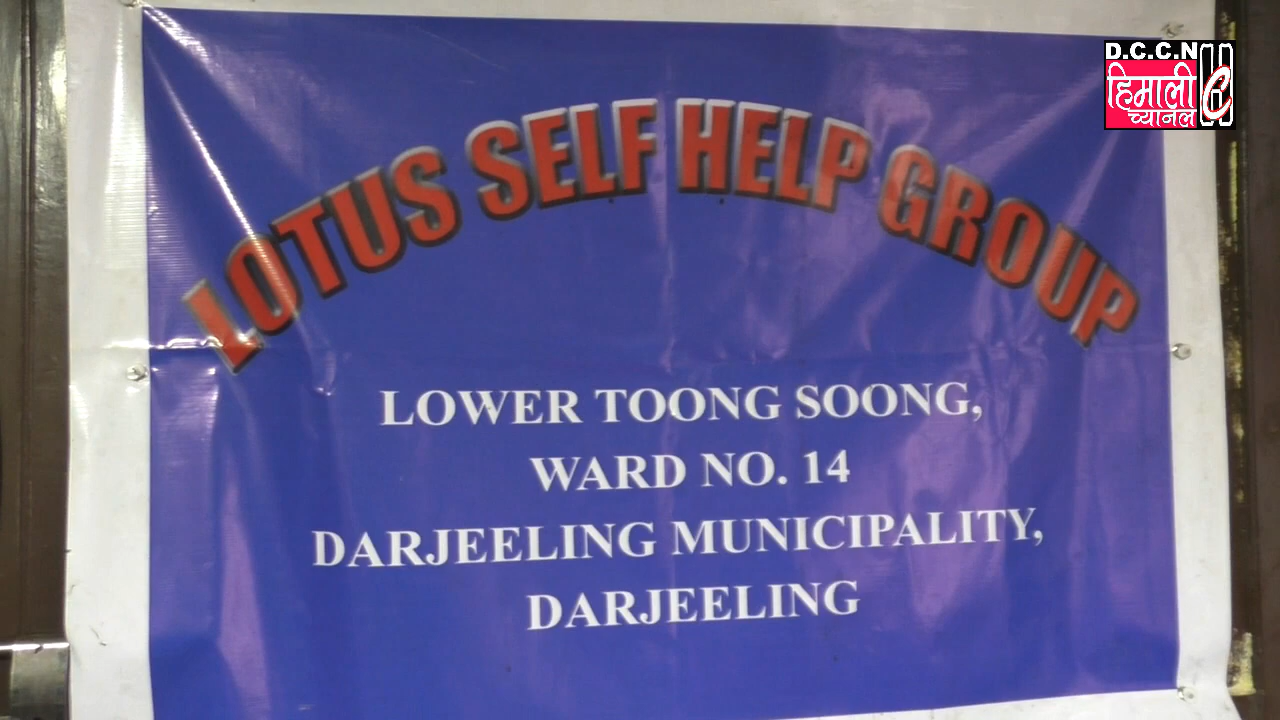 D.C.C.N
हिमाली
च्यानल
LOTUS SELF HELP GROUP
LOWER TOONG SOONG,
WARD NO. 14
DARJEELING MUNICIPALITY,
DARJEELING